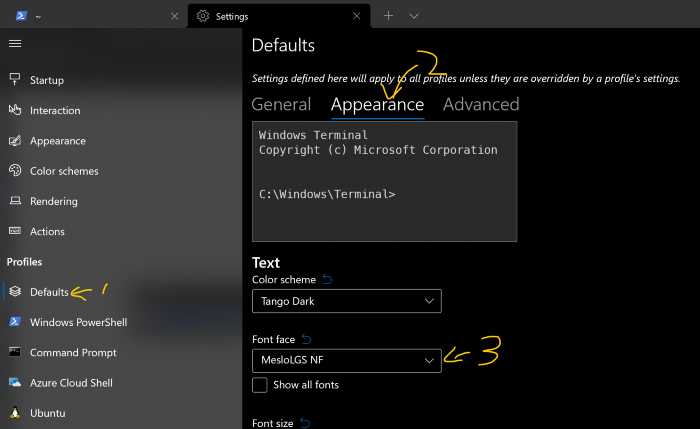 ~
Settings
Defaults
Settings defined here will apply to all profiles unless they are overridden by a profile's settings.
2
General Appearance Advanced
Windows Terminal
Copyright (c) Microsoft Corporation
C:\Windows\Terminal>
Startup
Interaction
Appearance
Color schemes
Rendering
Actions
Profiles
Defaults
1
Windows PowerShell
Command Prompt
Azure Cloud Shell
Ubuntu
Text
Color scheme
Tango Dark
Font face
MesloLGS NF
3
Show all fonts
Font size